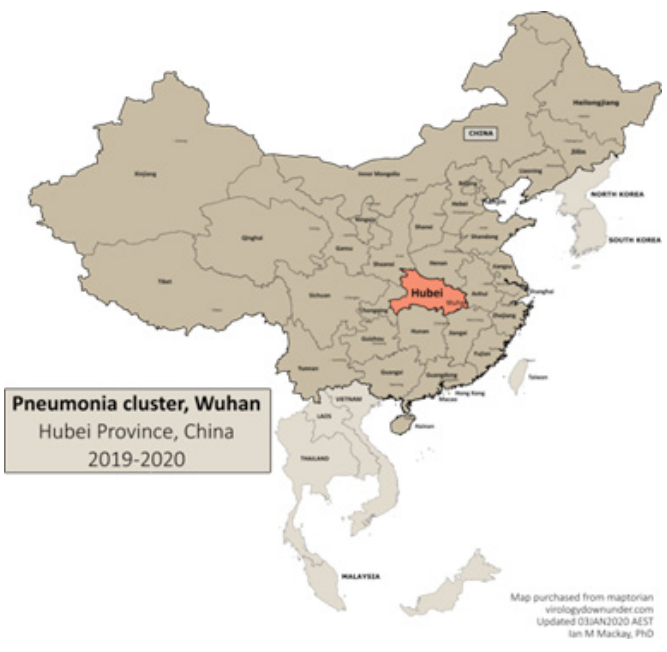 Heilongjiang
CHINA
Jilin
Xinjiang
Inner Mongolia
Liaoning
Beijing
NORTH KOREA
Tianjin
Hebei
Ningxia
Shanxi
Qinghai
Shandong
SOUTH KOREA
Gansu
Shaanxi
Henan
Jiangsu
Tibet
Hubei
Wuhan
Anhui
Shanghai
Sichuan
Chongqing
Zhejiang
Hunan
Jiangxi
Guizhou
Fujian
Yunnan
Guangxi
Guangdong
Taiwan
Hong Kong
Macao
Hainan
Pneumonia cluster, Wuhan
Hubei Province, China
2019-2020
VIETNAM
LAOS
THAILAND
MALAYSIA
Map purchased from maptorian
virologydownunder.com
Updated 03JAN2020 AEST
Ian M Mackay, PhD